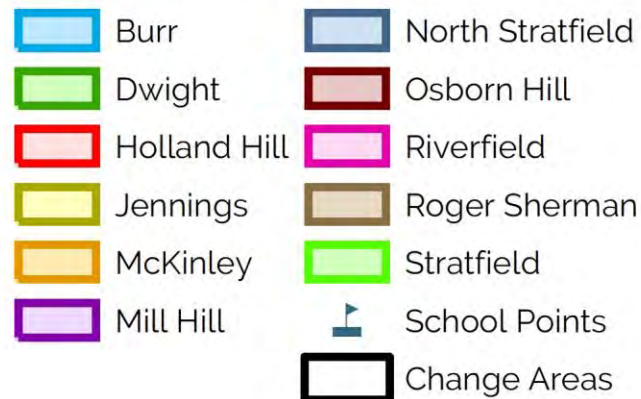 Burr
Dwight
Holland Hill
Jennings
McKinley
Mill Hill
North Stratfield
Osborn Hill
Riverfield
Roger Sherman
Stratfield
School Points
Change Areas